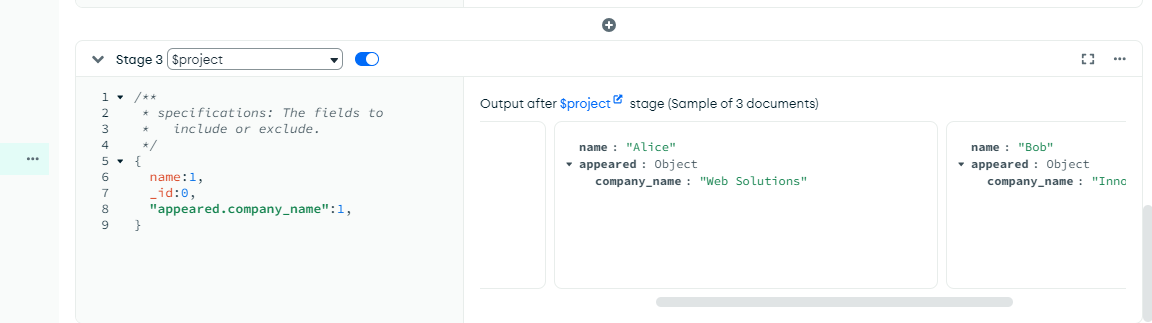 Stage 3 $project
1 /**
2 * specifications: The fields to
3 *   include or exclude.
4 */
5 {
6 name:1,
7 _id:0,
8 "appeared.company_name":1,
9 }
Output after $project stage (Sample of 3 documents)
name : "Alice"
appeared : Object
company_name : "Web Solutions"
name : "Bob"
appeared : Object
company_name : "Inno